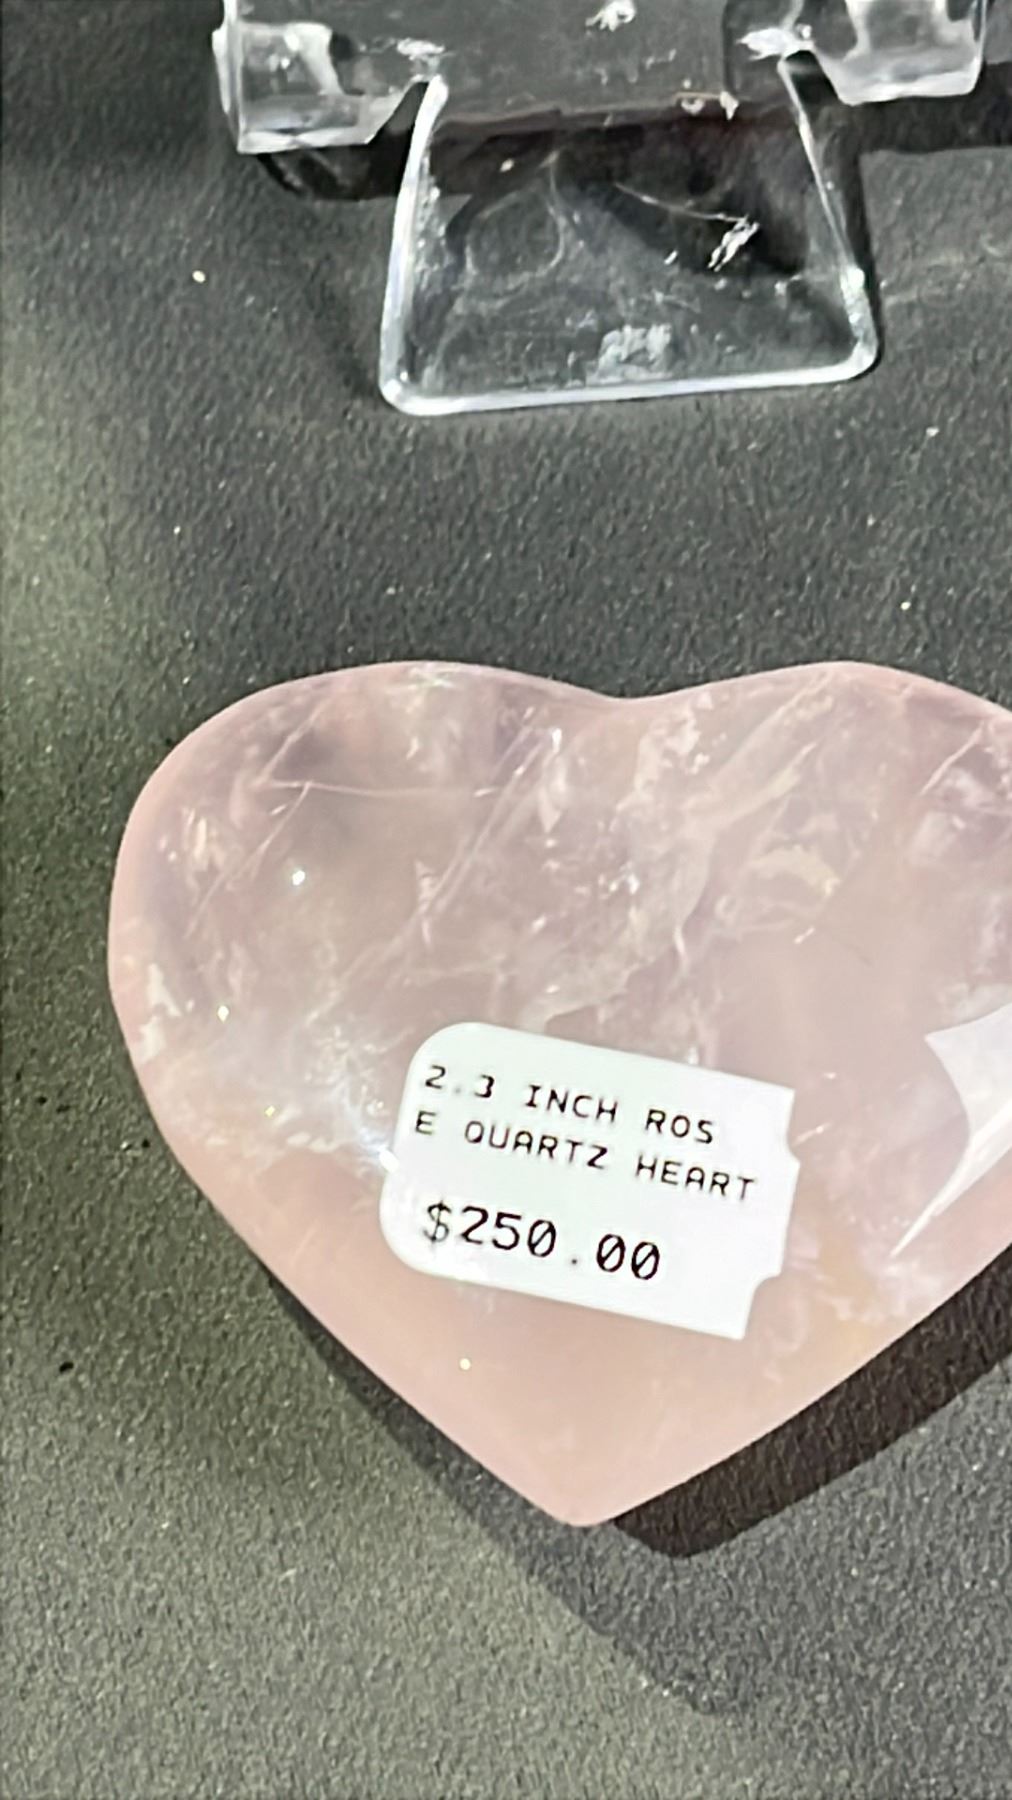 2.3 INCH ROS
E QUARTZ HEART
$250.00